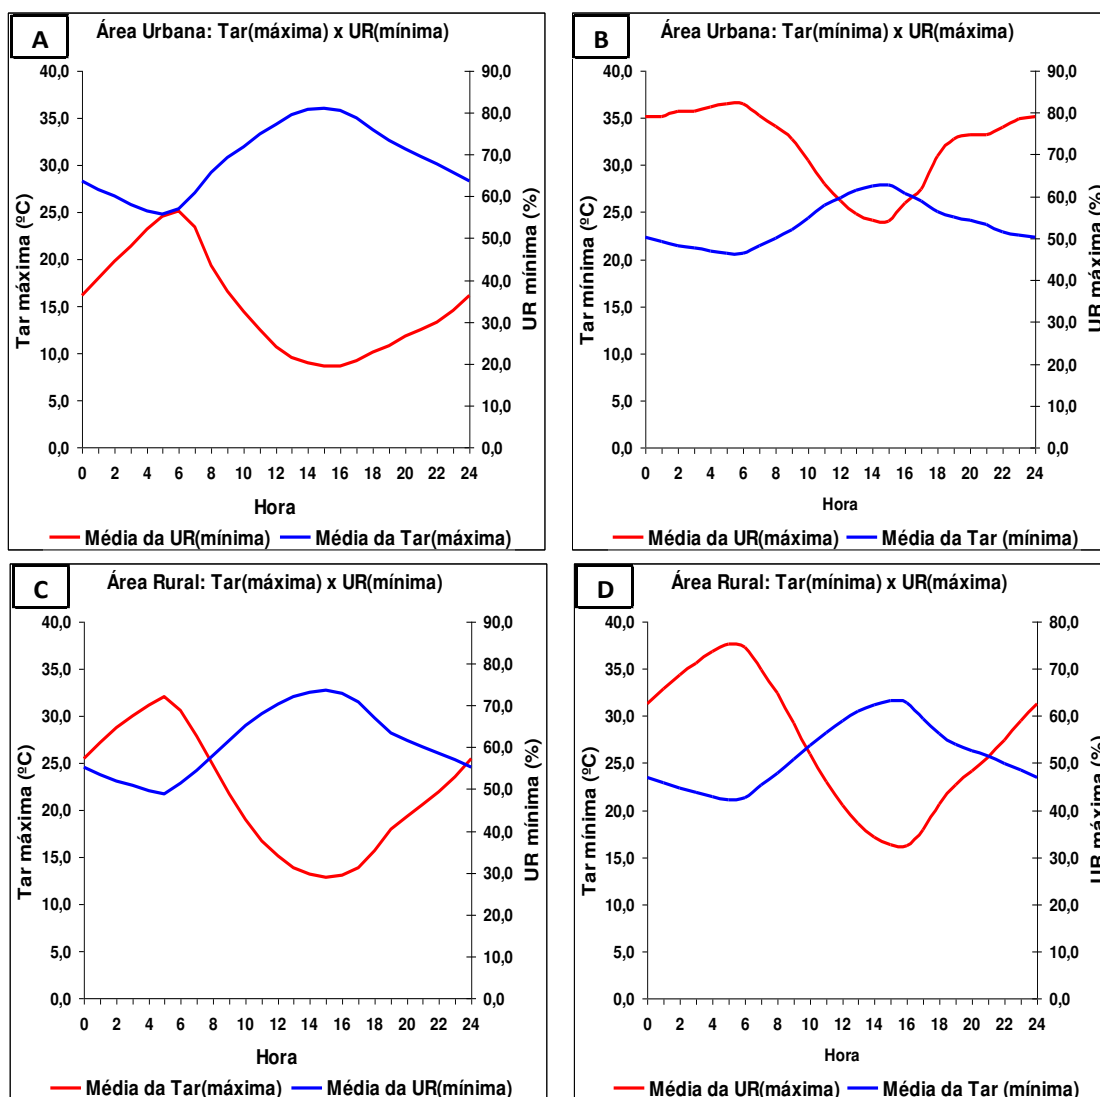 A
Área Urbana: Tar(máxima) x UR(mínima)
40,0
35,0
30,0
25,0
20,0
15,0
10,0
5,0
0,0
Tar máxima (ºC)
90,0
80,0
70,0
60,0
50,0
40,0
30,0
20,0
10,0
0,0
UR mínima (%)
0 2 4 6 8 10 12 14 16 18 20 22 24
Hora
Média da UR(mínima) Média da Tar(máxima)
B
Área Urbana: Tar(mínima) x UR(máxima)
40,0
35,0
30,0
25,0
20,0
15,0
10,0
5,0
0,0
Tar mínima (ºC)
90,0
80,0
70,0
60,0
50,0
40,0
30,0
20,0
10,0
0,0
UR máxima (%)
0 2 4 6 8 10 12 14 16 18 20 22 24
Hora
Média da UR(máxima) Média da Tar (mínima)
C
Área Rural: Tar(máxima) x UR(mínima)
40,0
35,0
30,0
25,0
20,0
15,0
10,0
5,0
0,0
Tar máxima (ºC)
90,0
80,0
70,0
60,0
50,0
40,0
30,0
20,0
10,0
0,0
UR mínima (%)
0 2 4 6 8 10 12 14 16 18 20 22 24
Hora
Média da Tar(máxima) Média da UR(mínima)
D
Área Rural: Tar(mínima) x UR(máxima)
40,0
35,0
30,0
25,0
20,0
15,0
10,0
5,0
0,0
Tar mínima (ºC)
80,0
70,0
60,0
50,0
40,0
30,0
20,0
10,0
0,0
UR máxima (%)
0 2 4 6 8 10 12 14 16 18 20 22 24
Hora
Média da UR(máxima) Média da Tar (mínima)